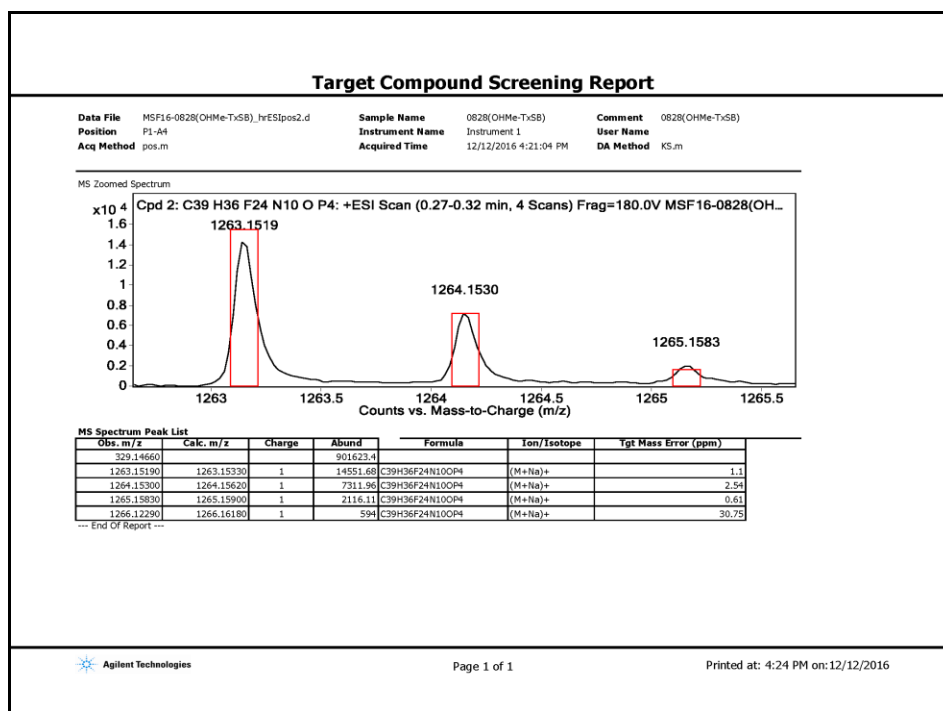 Target Compound Screening Report
Data File MSF16-0828(OHMe-TxSB)_hrESIpos2.d Sample Name 0828(OHMe-TxSB) Comment 0828(OHMe-TxSB)
Position P1-A4 Instrument Name Instrument 1 User Name
Acq Method pos.m Acquired Time 12/12/2016 4:21:04 PM DA Method KS.m
MS Zoomed Spectrum
x10 4 Cpd 2: C39 H36 F24 N10 O P4: +ESI Scan (0.27-0.32 min, 4 Scans) Frag=180.0V MSF16-0828(OH...
1.6
1263.1519
1.4
1.2
1
1264.1530
0.8
0.6
1265.1583
0.4
0.2
0
1263 1263.5 1264 1264.5 1265 1265.5
Counts vs. Mass-to-Charge (m/z)
MS Spectrum Peak List
Obs. m/z Calc. m/z Charge Abund Formula Ion/Isotope Tgt Mass Error (ppm)
329.14660 901623.4
1263.15190 1263.15330 1 14551.68 C39H36F24N10OP4 (M+Na)+ 1.1
1264.15300 1264.15620 1 7311.96 C39H36F24N10OP4 (M+Na)+ 2.54
1265.15830 1265.15900 1 2116.11 C39H36F24N10OP4 (M+Na)+ 0.61
1266.12290 1266.16180 1 594 C39H36F24N10OP4 (M+Na)+ 30.75
--- End Of Report ---
Agilent Technologies Page 1 of 1 Printed at: 4:24 PM on:12/12/2016